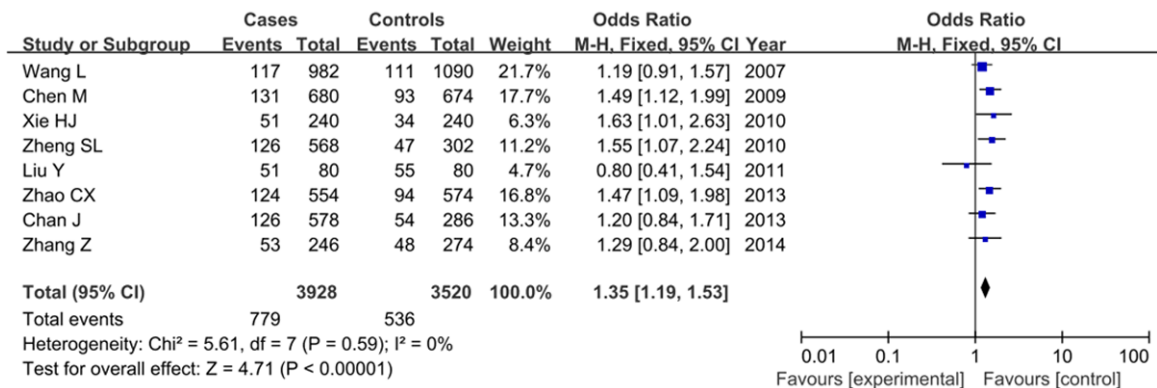 Cases Controls Odds Ratio Odds Ratio
Study or Subgroup Events Total Events Total Weight M-H, Fixed, 95% CI Year M-H, Fixed, 95% CI
Wang L 117 982 111 1090 21.7% 1.19 [0.91, 1.57] 2007
Chen M 131 680 93 674 17.7% 1.49 [1.12, 1.99] 2009
Xie HJ 51 240 34 240 6.3% 1.63 [1.01, 2.63] 2010
Zheng SL 126 568 47 302 11.2% 1.55 [1.07, 2.24] 2010
Liu Y 51 80 55 80 4.7% 0.80 [0.41, 1.54] 2011
Zhao CX 124 554 94 574 16.8% 1.47 [1.09, 1.98] 2013
Chan J 126 578 54 286 13.3% 1.20 [0.84, 1.71] 2013
Zhang Z 53 246 48 274 8.4% 1.29 [0.84, 2.00] 2014
Total (95% CI) 3928 3520 100.0% 1.35 [1.19, 1.53]
Total events 779 536
Heterogeneity: Chi² = 5.61, df = 7 (P = 0.59); I² = 0%
Test for overall effect: Z = 4.71 (P < 0.00001)
0.01 0.1 1 10 100
Favours [experimental] Favours [control]